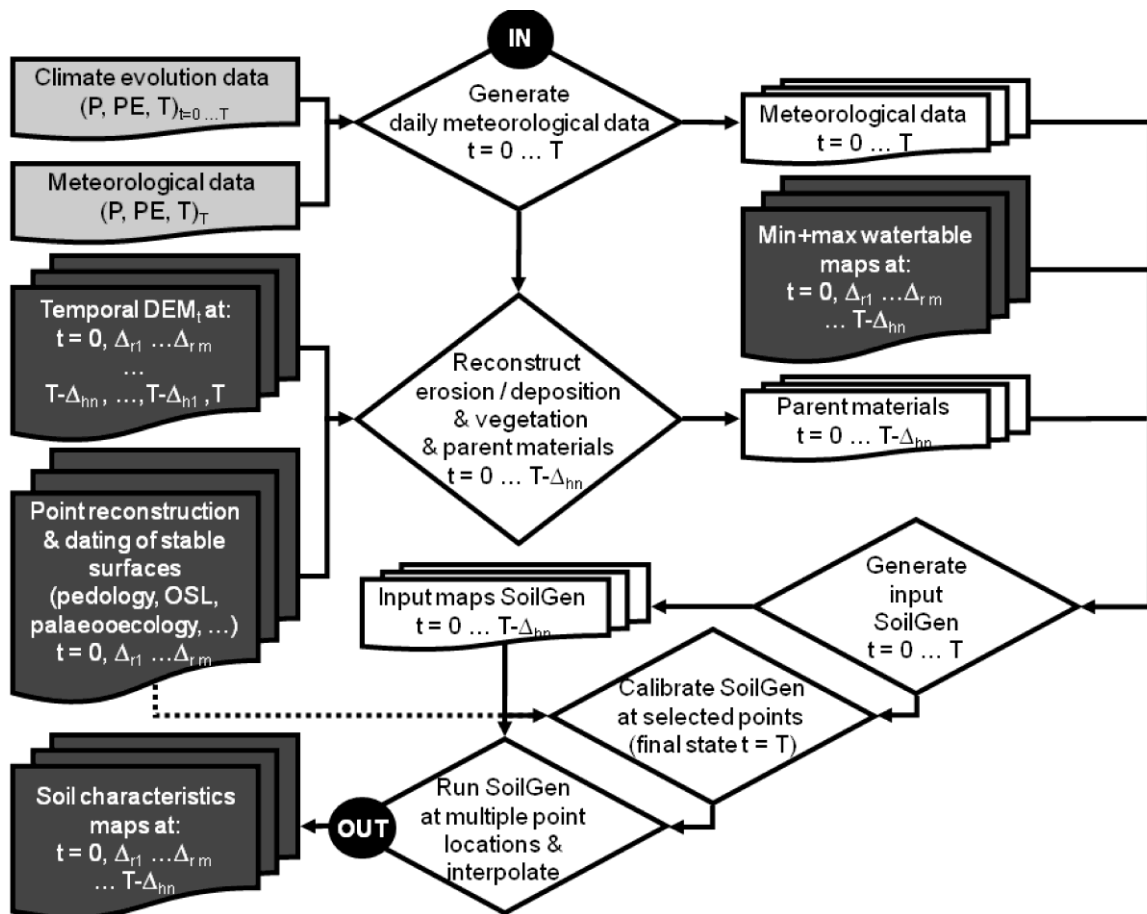 IN
Climate evolution data
(P, PE, T)t=0 ...T
Generate
daily meteorological data
t = 0 ... T
Meteorological data
t = 0 ... T
Meteorological data
(P, PE, T)T
Min+max watertable
maps at:
t = 0, Δr1 ...Δr m
... T-Δhn
Temporal DEMt at:
t = 0, Δr1 ...Δr m
...
T-Δhn, ...,T-Δh1 ,T
Reconstruct
erosion / deposition
& vegetation
& parent materials
t = 0 ... T-Δhn
Parent materials
t = 0 ... T-Δhn
Point reconstruction
& dating of stable
surfaces
(pedology, OSL,
palaeooecology, ...)
t = 0, Δr1 ...Δr m
Generate
input
SoilGen
t = 0 ... T
Input maps SoilGen
t = 0 ... T-Δhn
Calibrate SoilGen
at selected points
(final state t = T)
Run SoilGen
at multiple point
locations &
interpolate
OUT
Soil characteristics
maps at:
t = 0, Δr1 ...Δr m
... T-Δhn